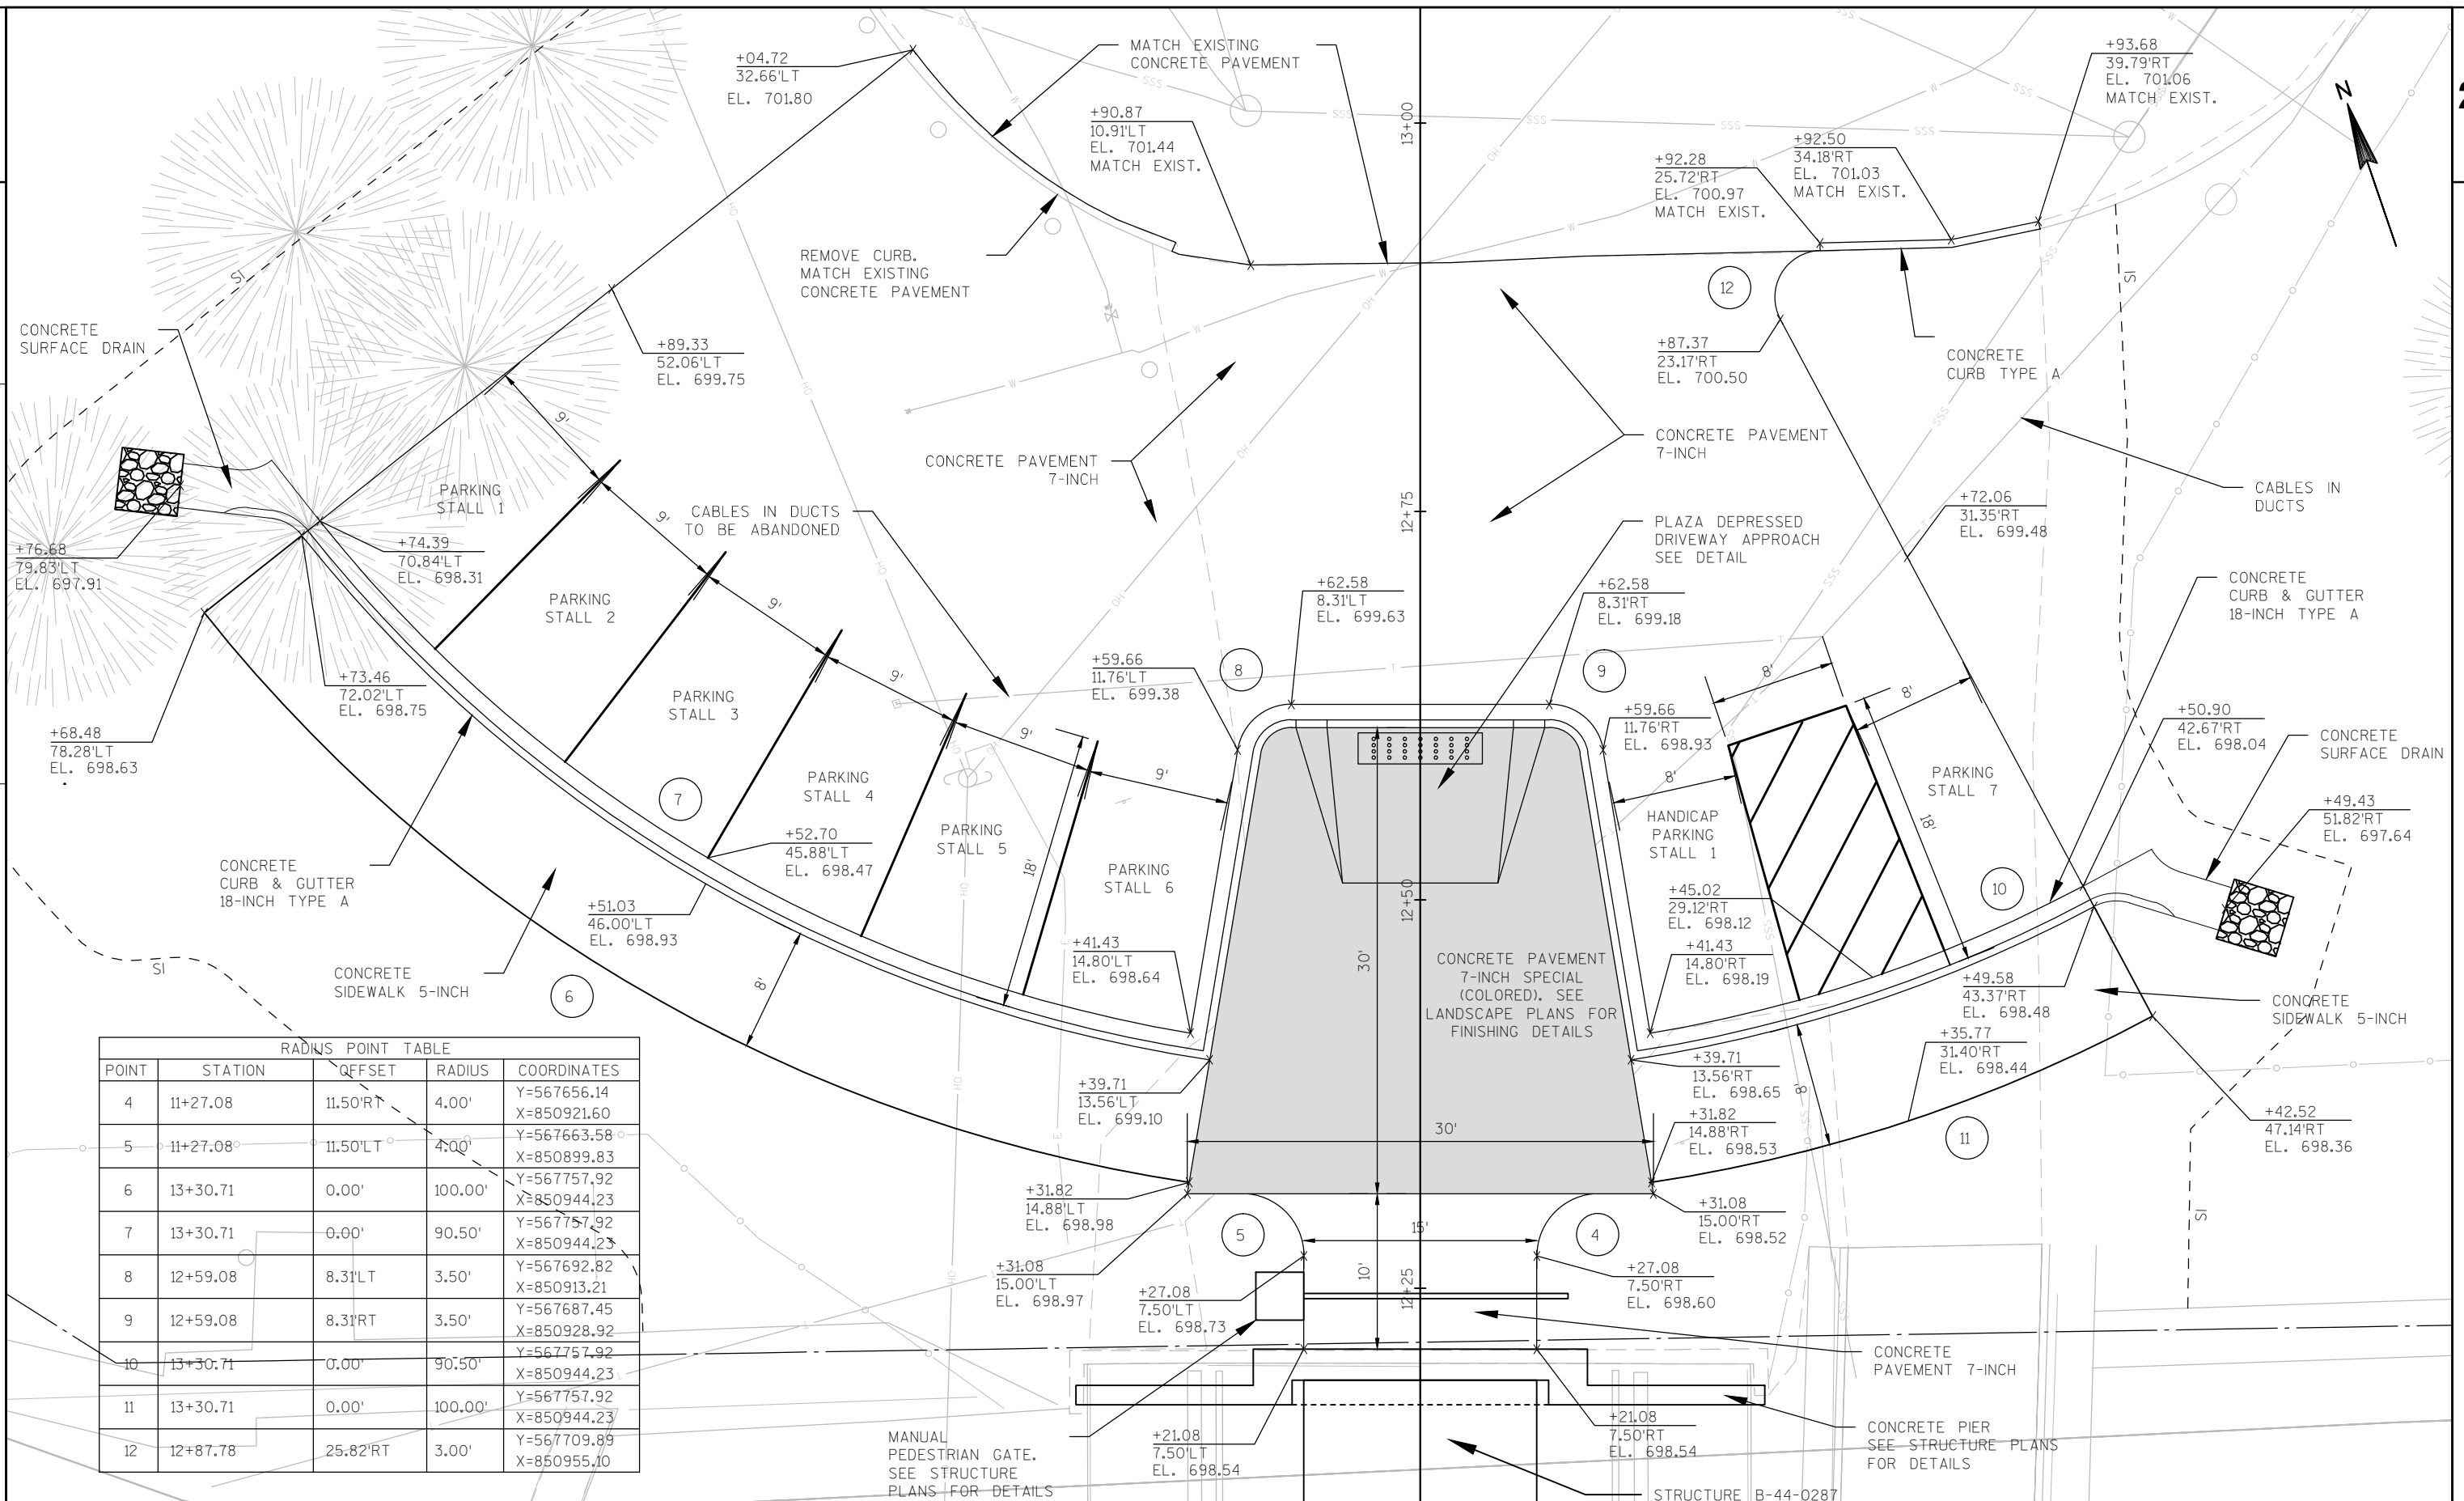 +04.72
32.66'LT
EL. 701.80
MATCH EXISTING
CONCRETE PAVEMENT
+90.87
10.91'LT
EL. 701.44
MATCH EXIST.
13+00
+93.68
39.79'RT
EL. 701.06
MATCH EXIST.
+92.50
34.18'RT
EL. 701.03
MATCH EXIST.
+92.28
25.72'RT
EL. 700.97
MATCH EXIST.
N
REMOVE CURB.
MATCH EXISTING
CONCRETE PAVEMENT
12
CONCRETE
SURFACE DRAIN
+89.33
52.06'LT
EL. 699.75
+87.37
23.17'RT
EL. 700.50
CONCRETE
CURB TYPE A
CONCRETE PAVEMENT
7-INCH
CONCRETE PAVEMENT
7-INCH
CABLES IN
DUCTS
PARKING
STALL 1
9'
9'
9'
9'
9'
9'
CABLES IN DUCTS
TO BE ABANDONED
12+75
PLAZA DEPRESSED
DRIVEWAY APPROACH
SEE DETAIL
+72.06
31.35'RT
EL. 699.48
+76.68
79.83'LT
EL. 697.91
+74.39
70.84'LT
EL. 698.31
PARKING
STALL 2
+62.58
8.31'LT
EL. 699.63
+62.58
8.31'RT
EL. 699.18
CONCRETE
CURB & GUTTER
18-INCH TYPE A
+73.46
72.02'LT
EL. 698.75
+59.66
11.76'LT
EL. 699.38
8
9
8'
8'
8'
+68.48
78.28'LT
EL. 698.63
PARKING
STALL 3
+59.66
11.76'RT
EL. 698.93
+50.90
42.67'RT
EL. 698.04
CONCRETE
SURFACE DRAIN
7
PARKING
STALL 4
PARKING
STALL 7
+49.43
51.82'RT
EL. 697.64
+52.70
45.88'LT
EL. 698.47
PARKING
STALL 5
18'
PARKING
STALL 6
HANDICAP
PARKING
STALL 1
18'
CONCRETE
CURB & GUTTER
18-INCH TYPE A
+51.03
46.00'LT
EL. 698.93
12+50
+45.02
29.12'RT
EL. 698.12
10
+41.43
14.80'LT
EL. 698.64
30'
CONCRETE PAVEMENT
7-INCH SPECIAL
(COLORED). SEE
LANDSCAPE PLANS FOR
FINISHING DETAILS
+41.43
14.80'RT
EL. 698.19
CONCRETE
SIDEWALK 5-INCH
6
8'
+49.58
43.37'RT
EL. 698.48
CONCRETE
SIDEWALK 5-INCH
+39.71
13.56'LT
EL. 699.10
+39.71
13.56'RT
EL. 698.65
8'
+35.77
31.40'RT
EL. 698.44
30'
+31.82
14.88'RT
EL. 698.53
11
+42.52
47.14'RT
EL. 698.36
+31.82
14.88'LT
EL. 698.98
5
15'
4
+31.08
15.00'RT
EL. 698.52
+31.08
15.00'LT
EL. 698.97
+27.08
7.50'LT
EL. 698.73
10'
12+25
+27.08
7.50'RT
EL. 698.60
CONCRETE
PAVEMENT 7-INCH
MANUAL
PEDESTRIAN GATE.
SEE STRUCTURE
PLANS FOR DETAILS
+21.08
7.50'LT
EL. 698.54
+21.08
7.50'RT
EL. 698.54
CONCRETE PIER
SEE STRUCTURE PLANS
FOR DETAILS
STRUCTURE B-44-0287
RADIUS POINT TABLE
POINT STATION OFFSET RADIUS COORDINATES
4 11+27.08 11.50'RT 4.00' Y=567656.14
X=850921.60
5 11+27.08 11.50'LT 4.00' Y=567663.58
X=850899.83
6 13+30.71 0.00' 100.00' Y=567757.92
X=850944.23
7 13+30.71 0.00' 90.50' Y=567757.92
X=850944.23
8 12+59.08 8.31'LT 3.50' Y=567692.82
X=850913.21
9 12+59.08 8.31'RT 3.50' Y=567687.45
X=850928.92
10 13+30.71 0.00' 90.50' Y=567757.92
X=850944.23
11 13+30.71 0.00' 100.00' Y=567757.92
X=850944.23
12 12+87.78 25.82'RT 3.00' Y=567709.89
X=850955.10
SI
SI
SI
SI